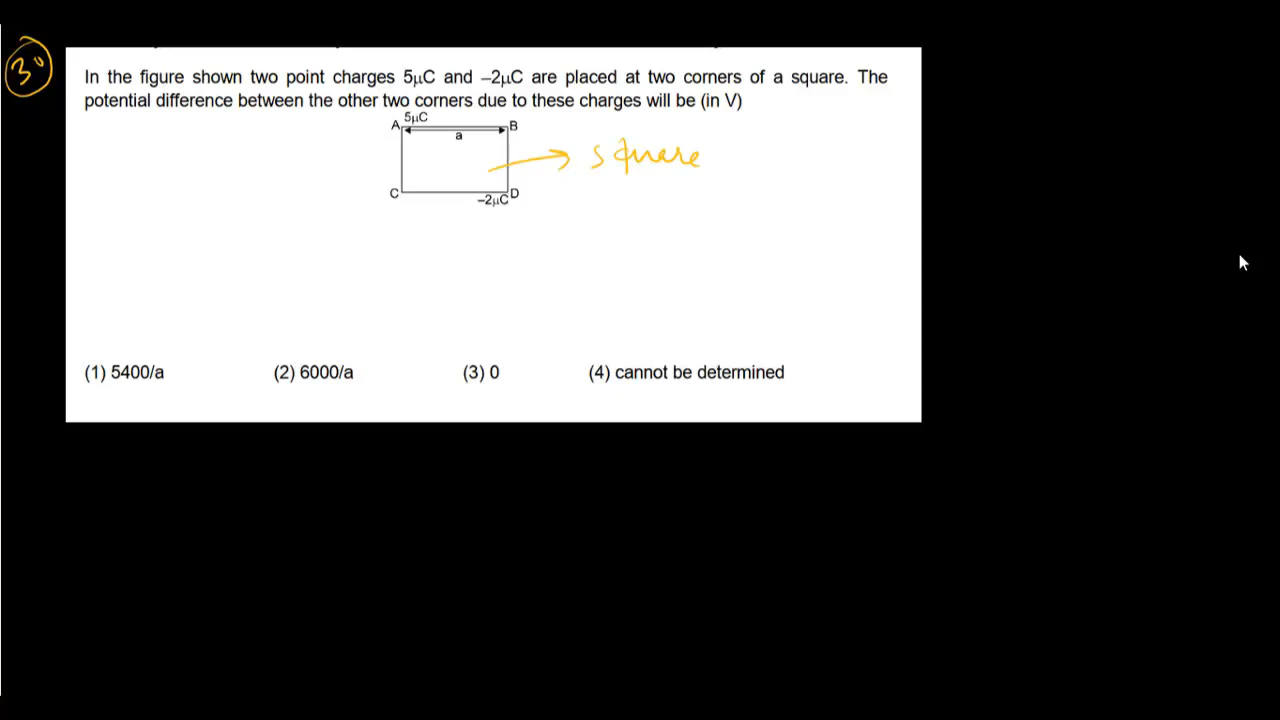 30
In the figure shown two point charges 5μC and –2μC are placed at two corners of a square. The
potential difference between the other two corners due to these charges will be (in V)
5μC
A B
a
square
C D
–2μC
(1) 5400/a (2) 6000/a (3) 0 (4) cannot be determined